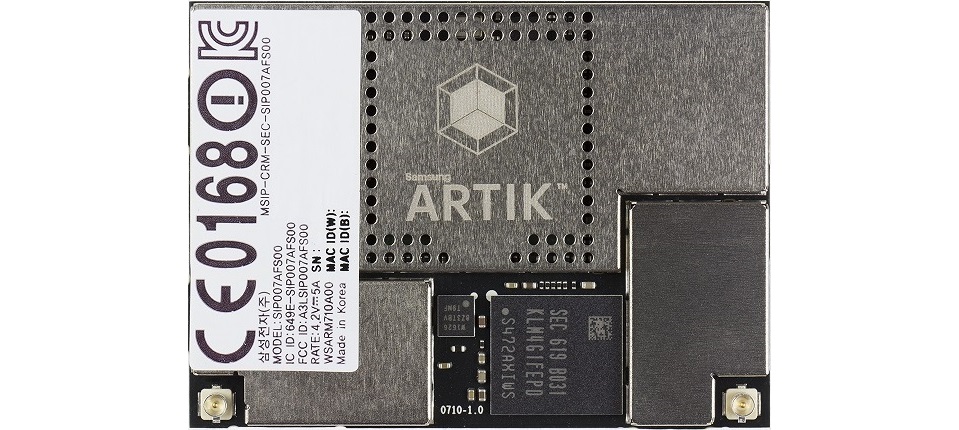 CE0168
MSIP-CRM-SEC-SIP007AFS00
삼성전자(주)
MODEL: SIP007AFS00
IC ID:649E-SIP007AFS00
FCC ID:A3LSIP007AFS00
RATE:4.2V⎓5A SN :
WSARM710A00 MAC ID(W):
Made in Korea MAC ID(B):
Samsung
ARTIK™
SEC 619 B031
KLM4G1FEPD
S472AXIWS
0710-1.0